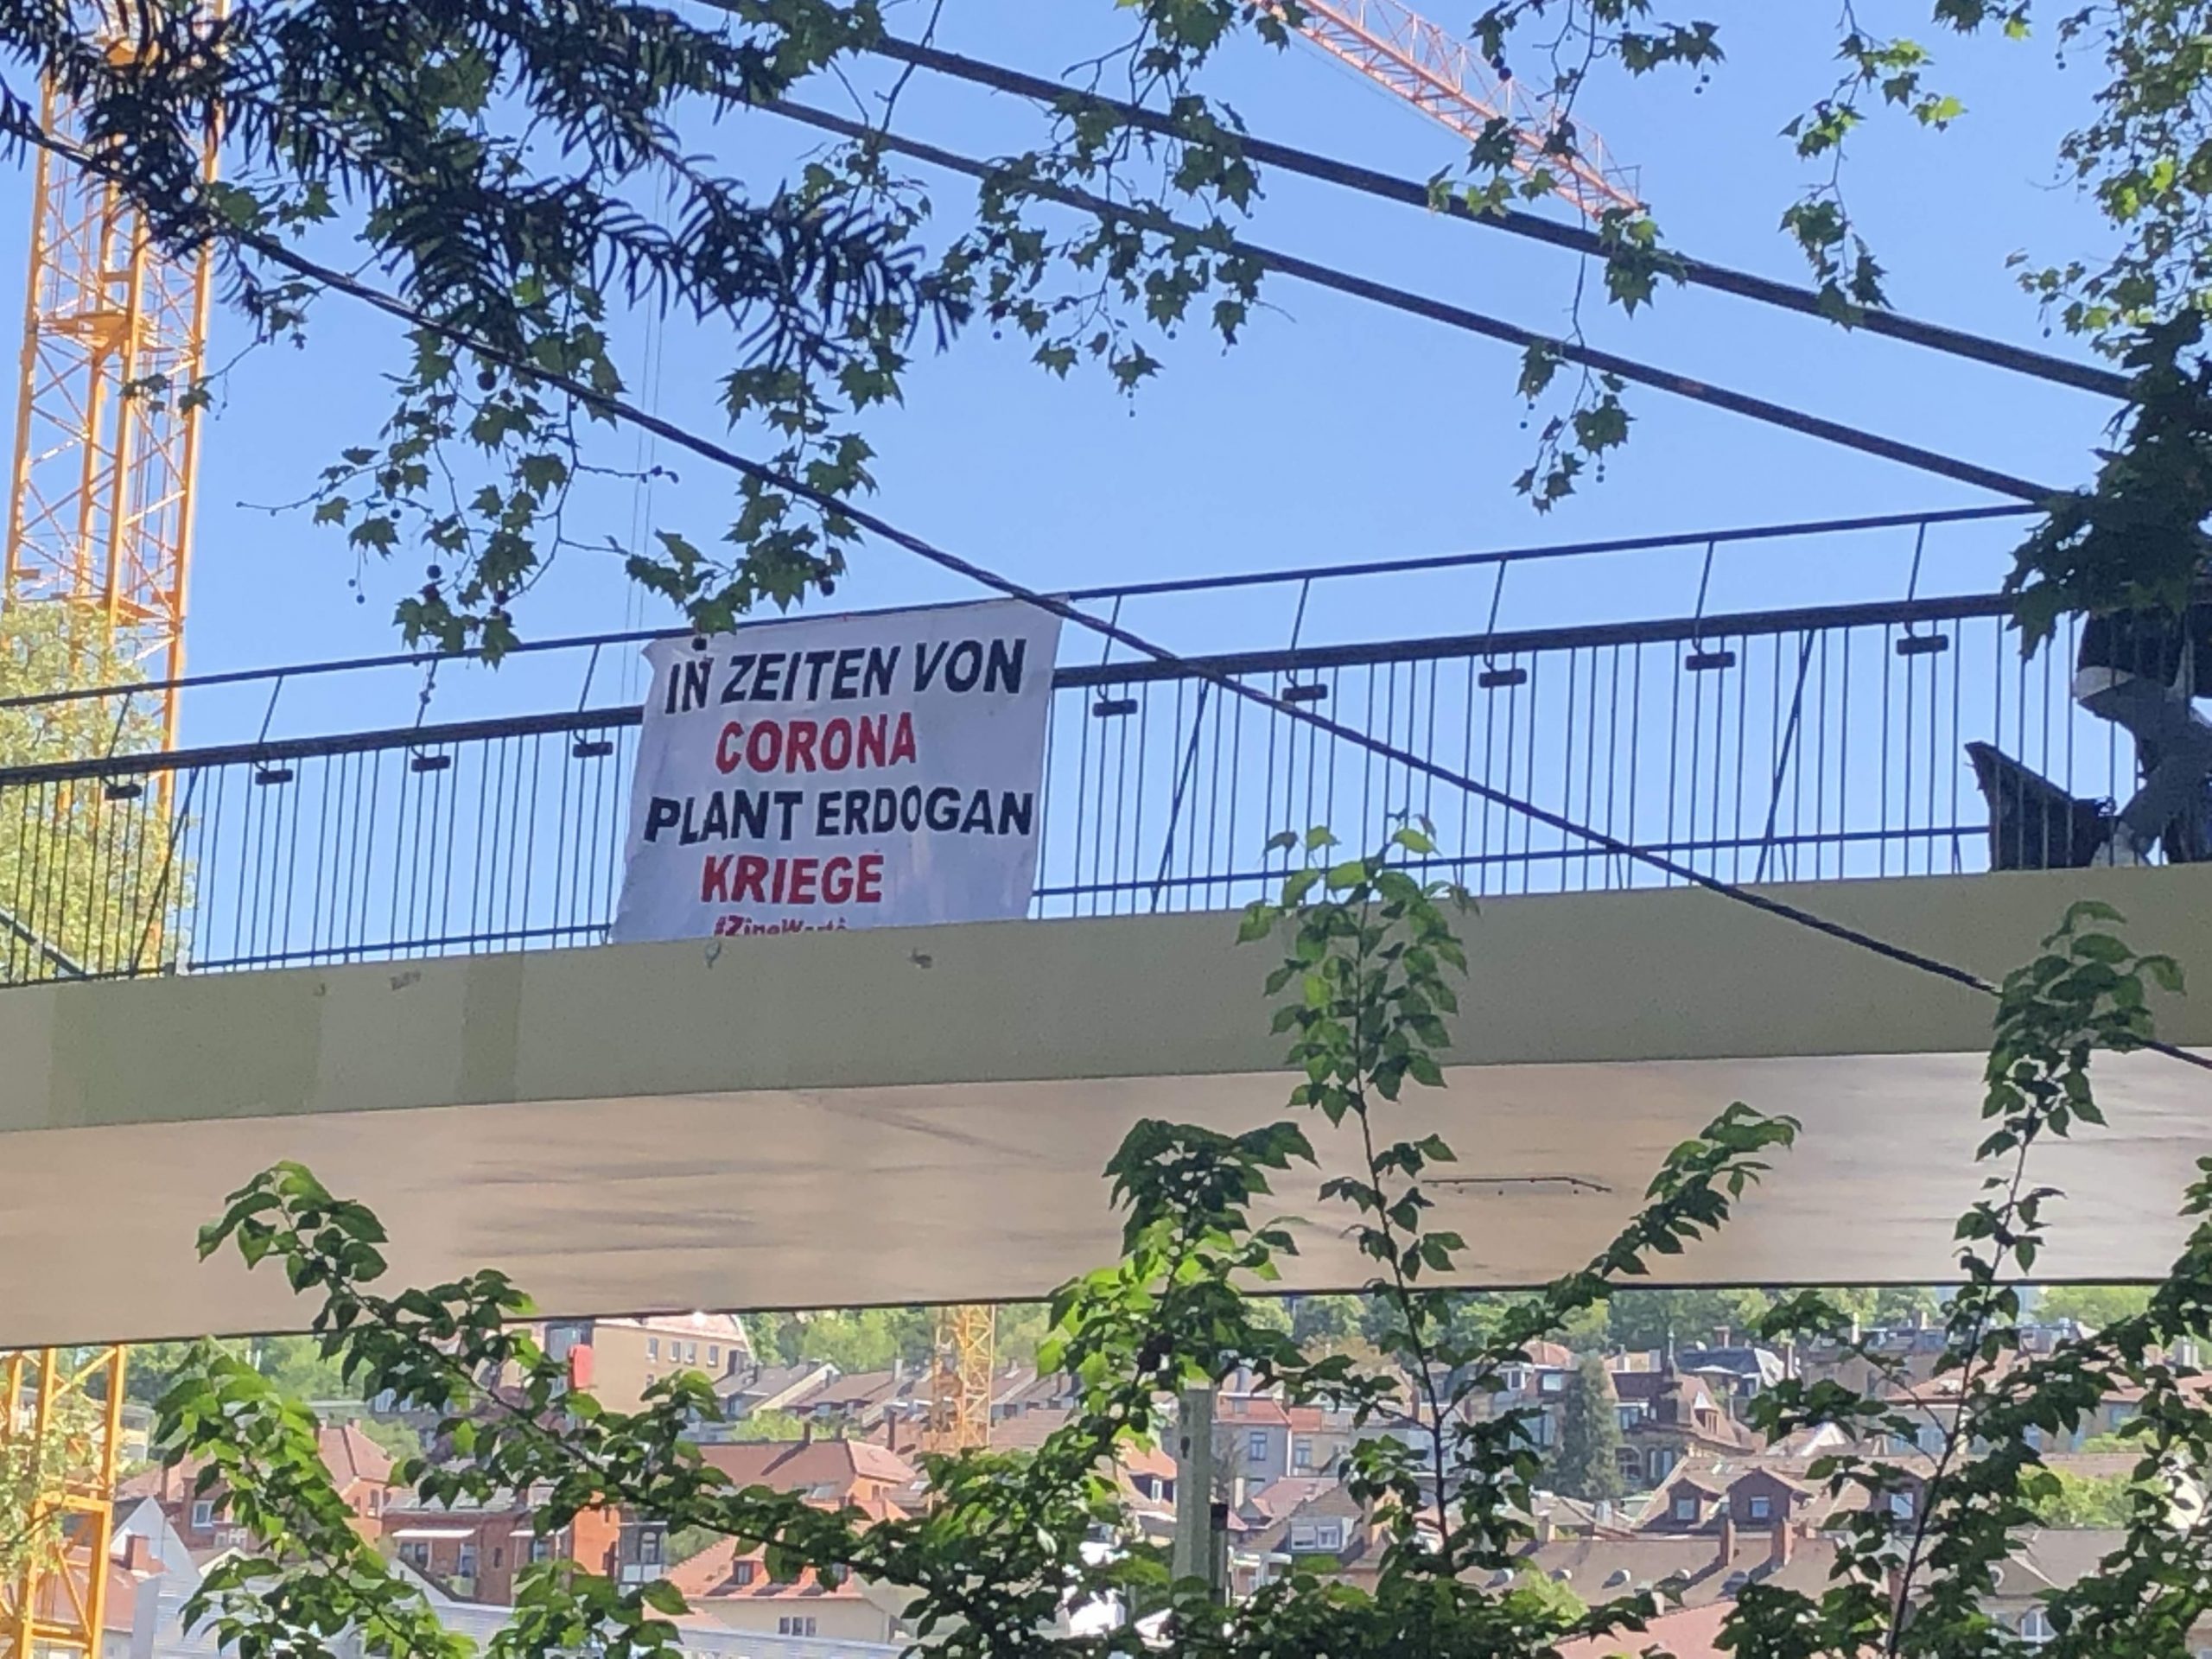 IN ZEITEN VON
CORONA
PLANT ERDOGAN
KRIEGE